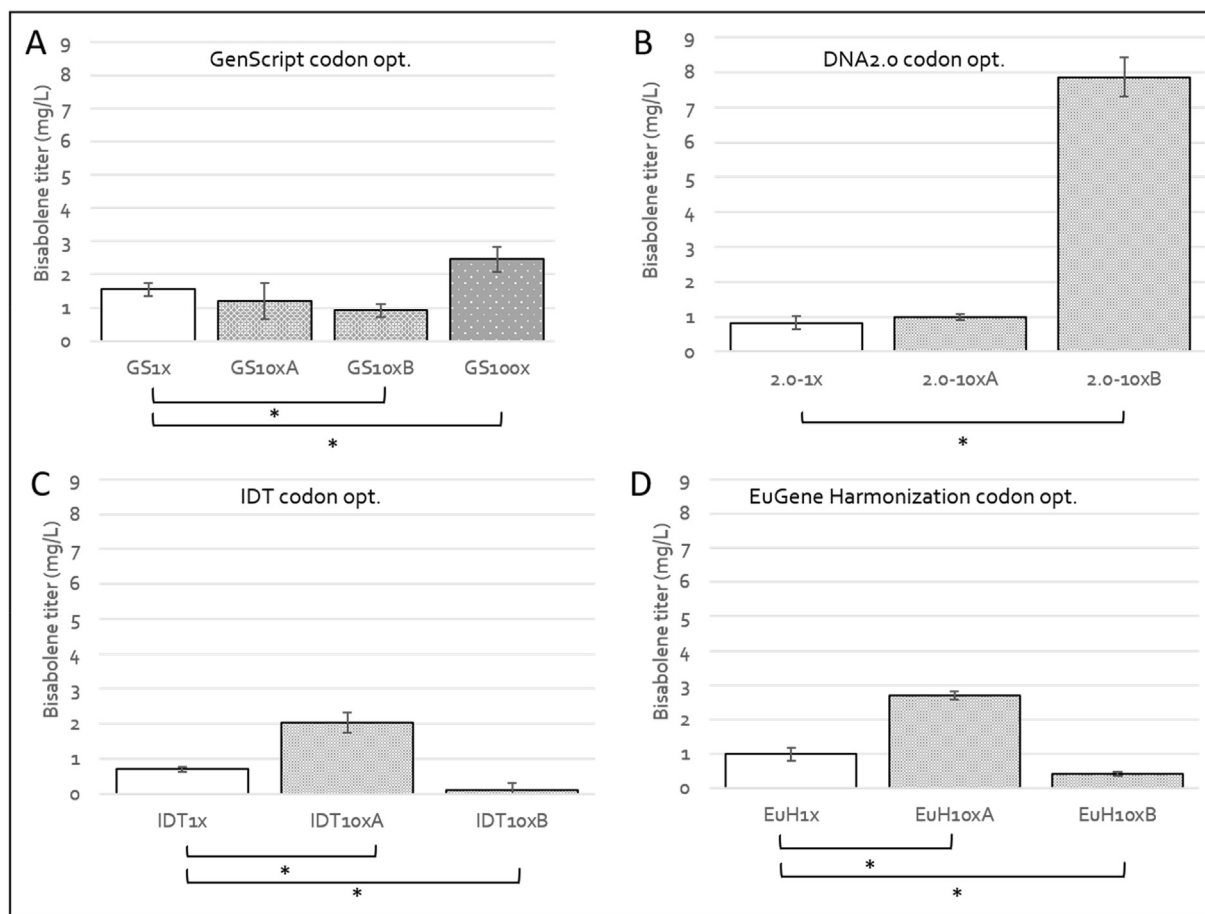 A
GenScript codon opt.
Bisabolene titer (mg/L)
9
8
7
6
5
4
3
2
1
0
GS1x GS10xA GS10xB GS100x
*
*
B
DNA2.0 codon opt.
Bisabolene titer (mg/L)
9
8
7
6
5
4
3
2
1
0
2.0-1x 2.0-10xA 2.0-10xB
*
C
IDT codon opt.
Bisabolene titer (mg/L)
9
8
7
6
5
4
3
2
1
0
IDT1x IDT10xA IDT10xB
*
*
D
EuGene Harmonization codon opt.
Bisabolene titer (mg/L)
9
8
7
6
5
4
3
2
1
0
EuH1x EuH10xA EuH10xB
*
*